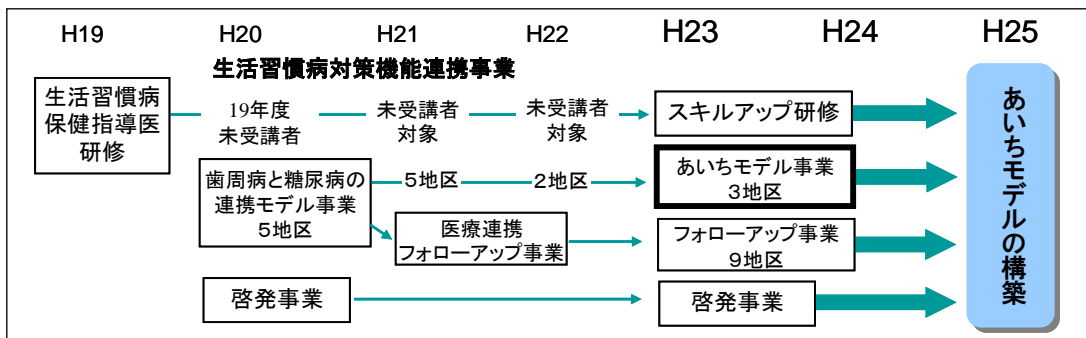 H19 H20 H21 H22 H23 H24 H25
生活習慣病対策機能連携事業
生活習慣病
保健指導医
研修
19年度
未受講者
未受講者
対象
未受講者
対象
スキルアップ研修
歯周病と糖尿病の
連携モデル事業
5地区
5地区
2地区
あいちモデル事業
3地区
医療連携
フォローアップ事業
フォローアップ事業
9地区
啓発事業
啓発事業
あいちモデルの構築